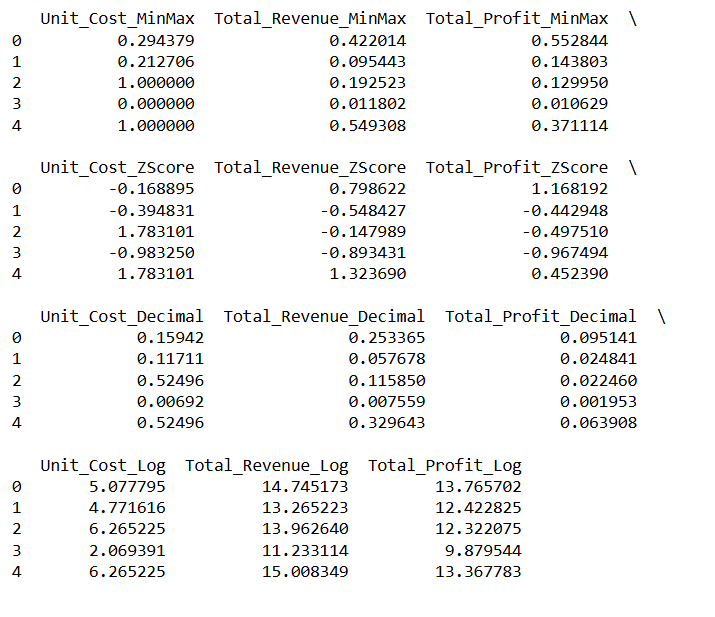 Unit_Cost_MinMax  Total_Revenue_MinMax  Total_Profit_MinMax  \
0          0.294379              0.422014             0.552844
1          0.212706              0.095443             0.143803
2          1.000000              0.192523             0.129950
3          0.000000              0.011802             0.010629
4          1.000000              0.549308             0.371114

   Unit_Cost_ZScore  Total_Revenue_ZScore  Total_Profit_ZScore  \
0         -0.168895              0.798622             1.168192
1         -0.394831             -0.548427            -0.442948
2          1.783101             -0.147989            -0.497510
3         -0.983250             -0.893431            -0.967494
4          1.783101              1.323690             0.452390

   Unit_Cost_Decimal  Total_Revenue_Decimal  Total_Profit_Decimal  \
0            0.15942               0.253365              0.095141
1            0.11711               0.057678              0.024841
2            0.52496               0.115850              0.022460
3            0.00692               0.007559              0.001953
4            0.52496               0.329643              0.063908

   Unit_Cost_Log  Total_Revenue_Log  Total_Profit_Log
0       5.077795          14.745173         13.765702
1       4.771616          13.265223         12.422825
2       6.265225          13.962640         12.322075
3       2.069391          11.233114          9.879544
4       6.265225          15.008349         13.367783